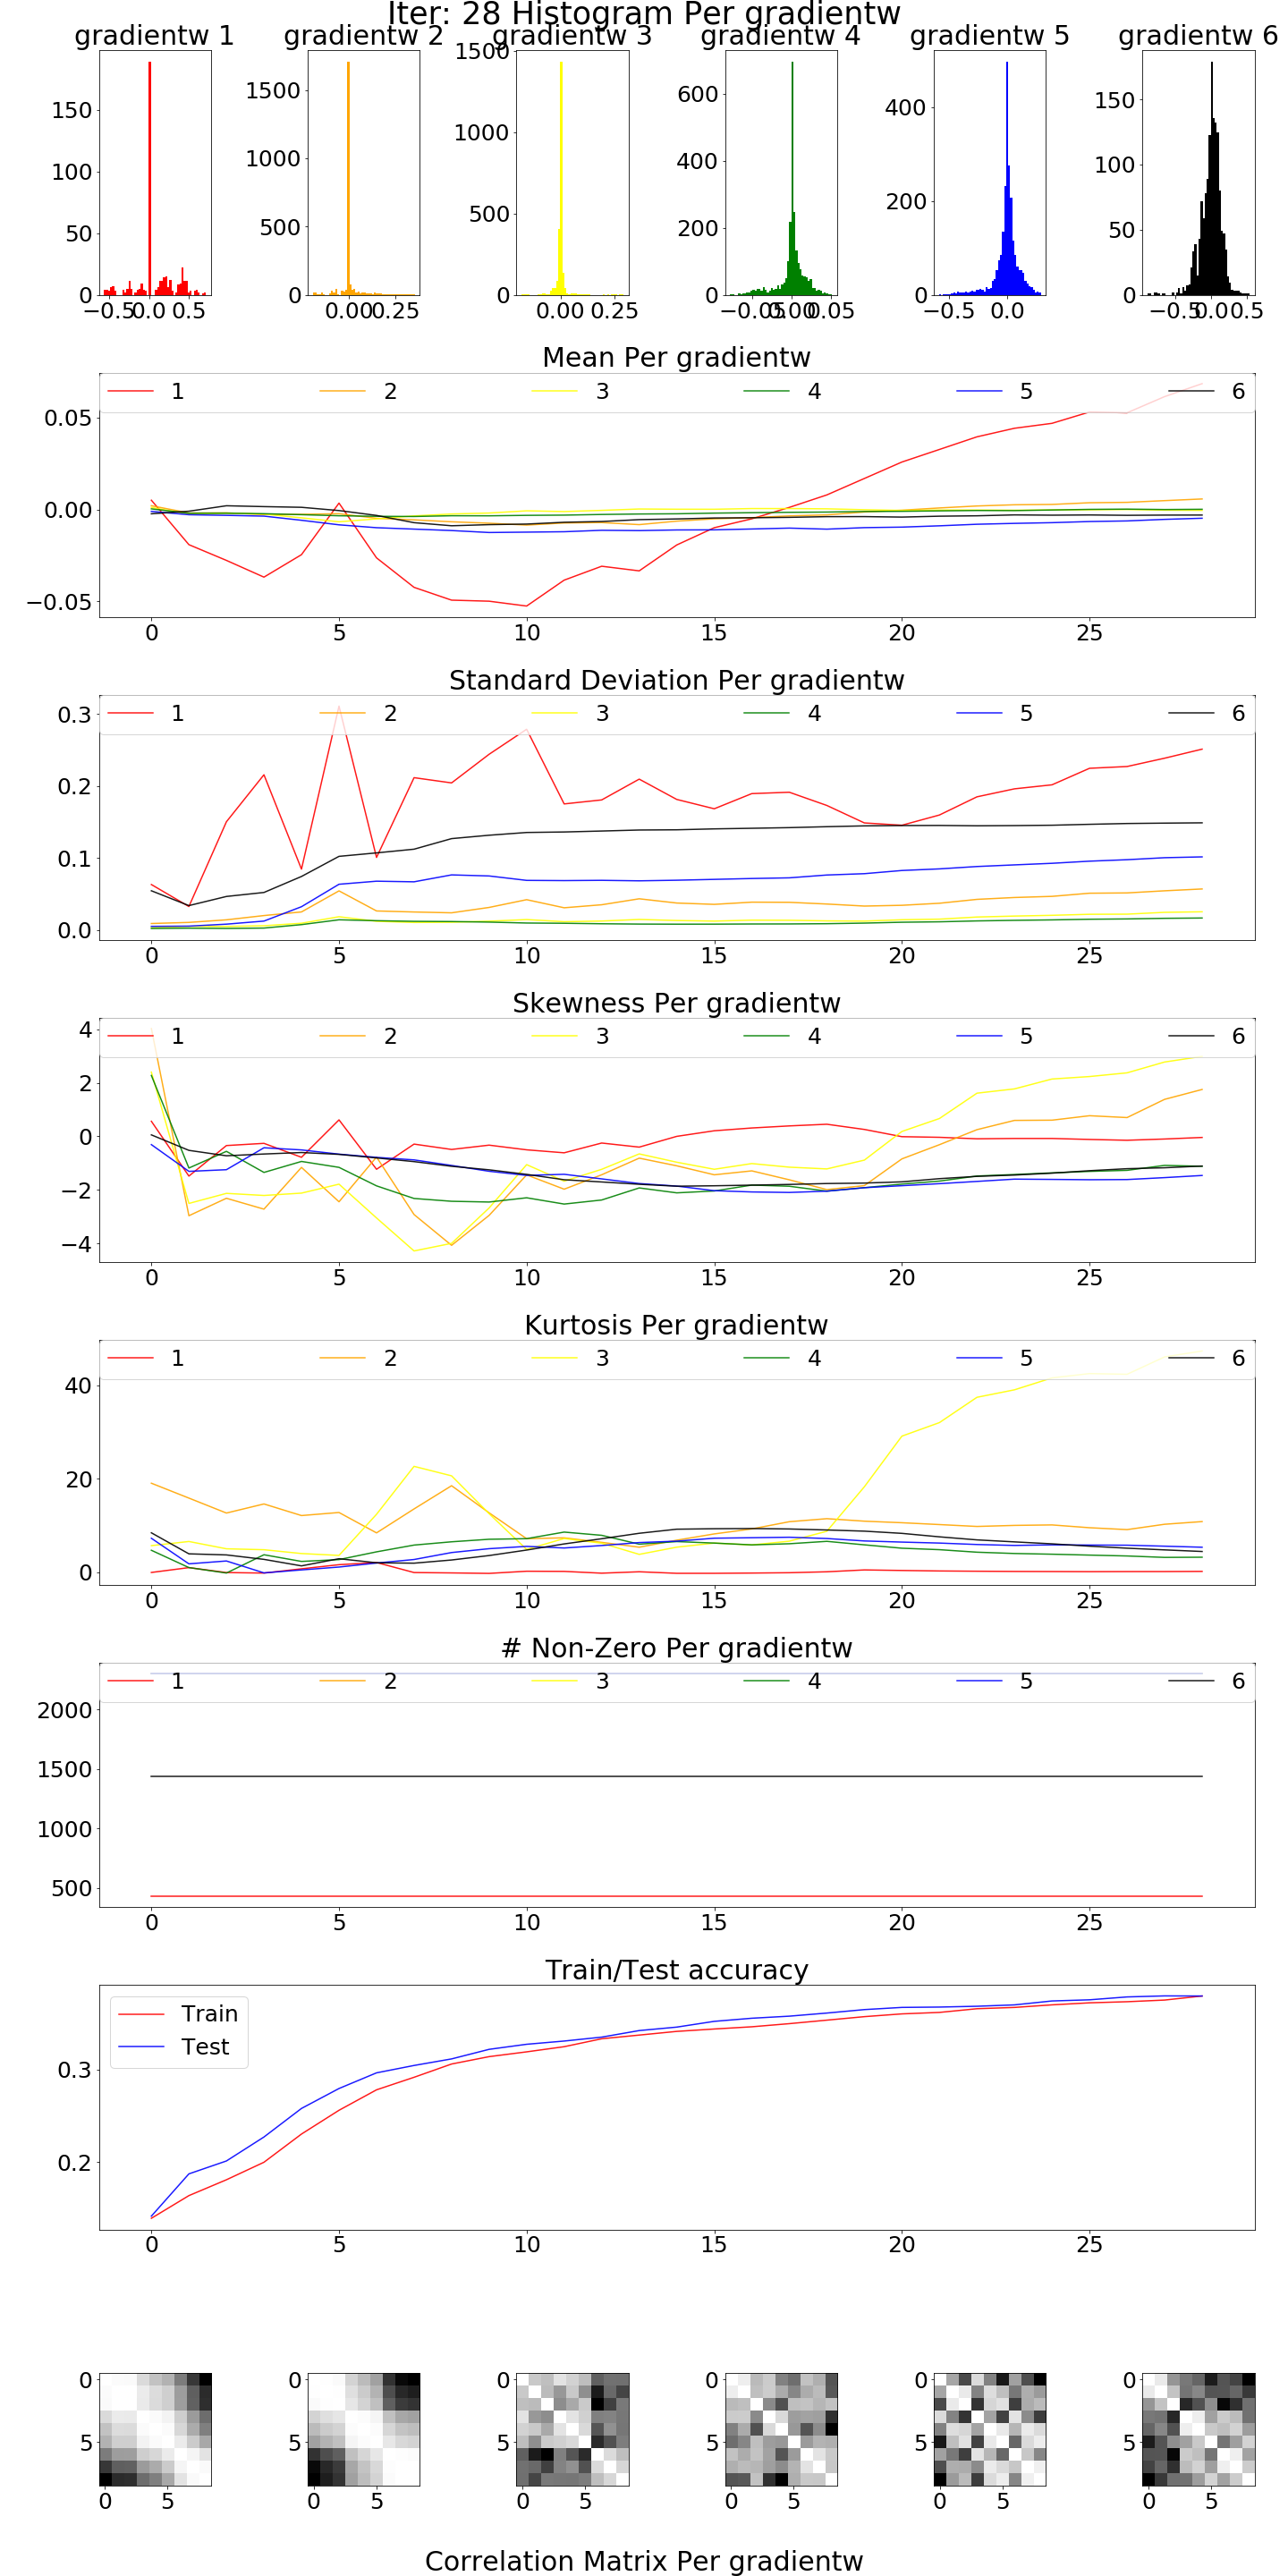 Iter: 28 Histogram Per gradientw
gradientw 1 gradientw 2 gradientw 3 gradientw 4 gradientw 5 gradientw 6
150
100
50
0
−0.5 0.0 0.5
1500
1000
500
0
0.00 0.25
1500
1000
500
0
0.00 0.25
600
400
200
0
−0.05 0.00 0.05
400
200
0
−0.5 0.0
150
100
50
0
−0.5 0.0 0.5
Mean Per gradientw
1 2 3 4 5 6
0.05
0.00
−0.05
0 5 10 15 20 25
Standard Deviation Per gradientw
1 2 3 4 5 6
0.3
0.2
0.1
0.0
0 5 10 15 20 25
Skewness Per gradientw
1 2 3 4 5 6
4
2
0
−2
−4
0 5 10 15 20 25
Kurtosis Per gradientw
1 2 3 4 5 6
40
20
0
0 5 10 15 20 25
# Non-Zero Per gradientw
1 2 3 4 5 6
2000
1500
1000
500
0 5 10 15 20 25
Train/Test accuracy
Train
Test
0.3
0.2
0 5 10 15 20 25
0 0 0 0 0 0
5 5 5 5 5 5
0 5 0 5 0 5 0 5 0 5 0 5
Correlation Matrix Per gradientw